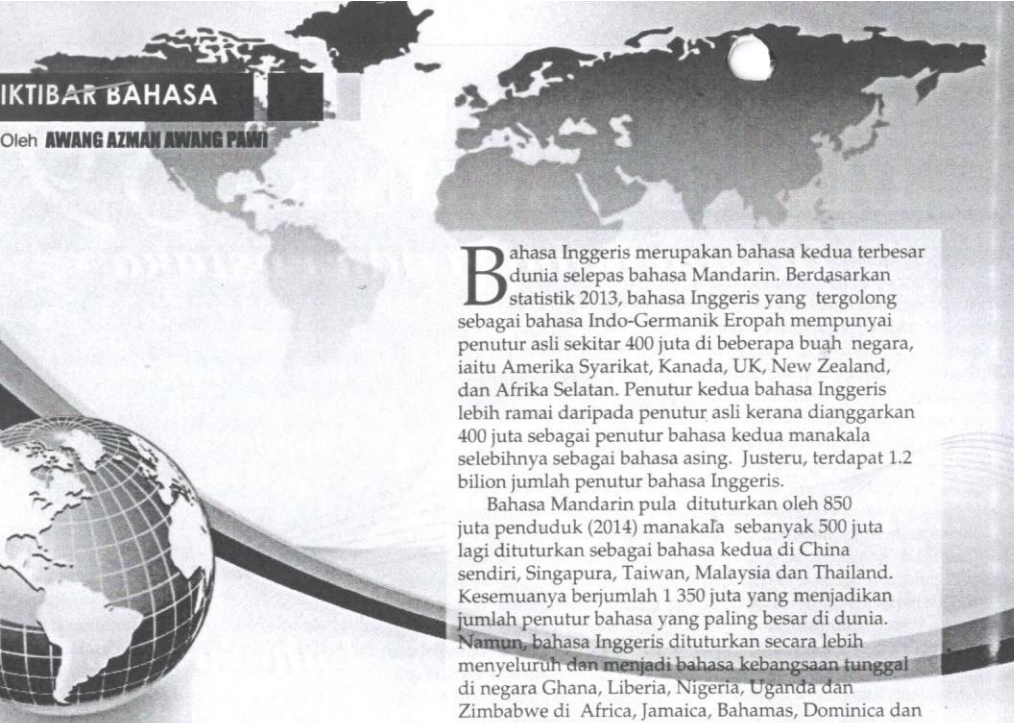 IKTIBAR BAHASA
Oleh AWANG AZMAN AWANG PAWI
Bahasa Inggeris merupakan bahasa kedua terbesar
dunia selepas bahasa Mandarin. Berdasarkan
statistik 2013, bahasa Inggeris yang tergolong
sebagai bahasa Indo-Germanik Eropah mempunyai
penutur asli sekitar 400 juta di beberapa buah negara,
iaitu Amerika Syarikat, Kanada, UK, New Zealand,
dan Afrika Selatan. Penutur kedua bahasa Inggeris
lebih ramai daripada penutur asli kerana dianggarkan
400 juta sebagai penutur bahasa kedua manakala
selebihnya sebagai bahasa asing. Justeru, terdapat 1.2
bilion jumlah penutur bahasa Inggeris.
Bahasa Mandarin pula dituturkan oleh 850
juta penduduk (2014) manakala sebanyak 500 juta
lagi dituturkan sebagai bahasa kedua di China
sendiri, Singapura, Taiwan, Malaysia dan Thailand.
Kesemuanya berjumlah 1 350 juta yang menjadikan
jumlah penutur bahasa yang paling besar di dunia.
Namun, bahasa Inggeris dituturkan secara lebih
menyeluruh dan menjadi bahasa kebangsaan tunggal
di negara Ghana, Liberia, Nigeria, Uganda dan
Zimbabwe di Africa, Jamaica, Bahamas, Dominica dan